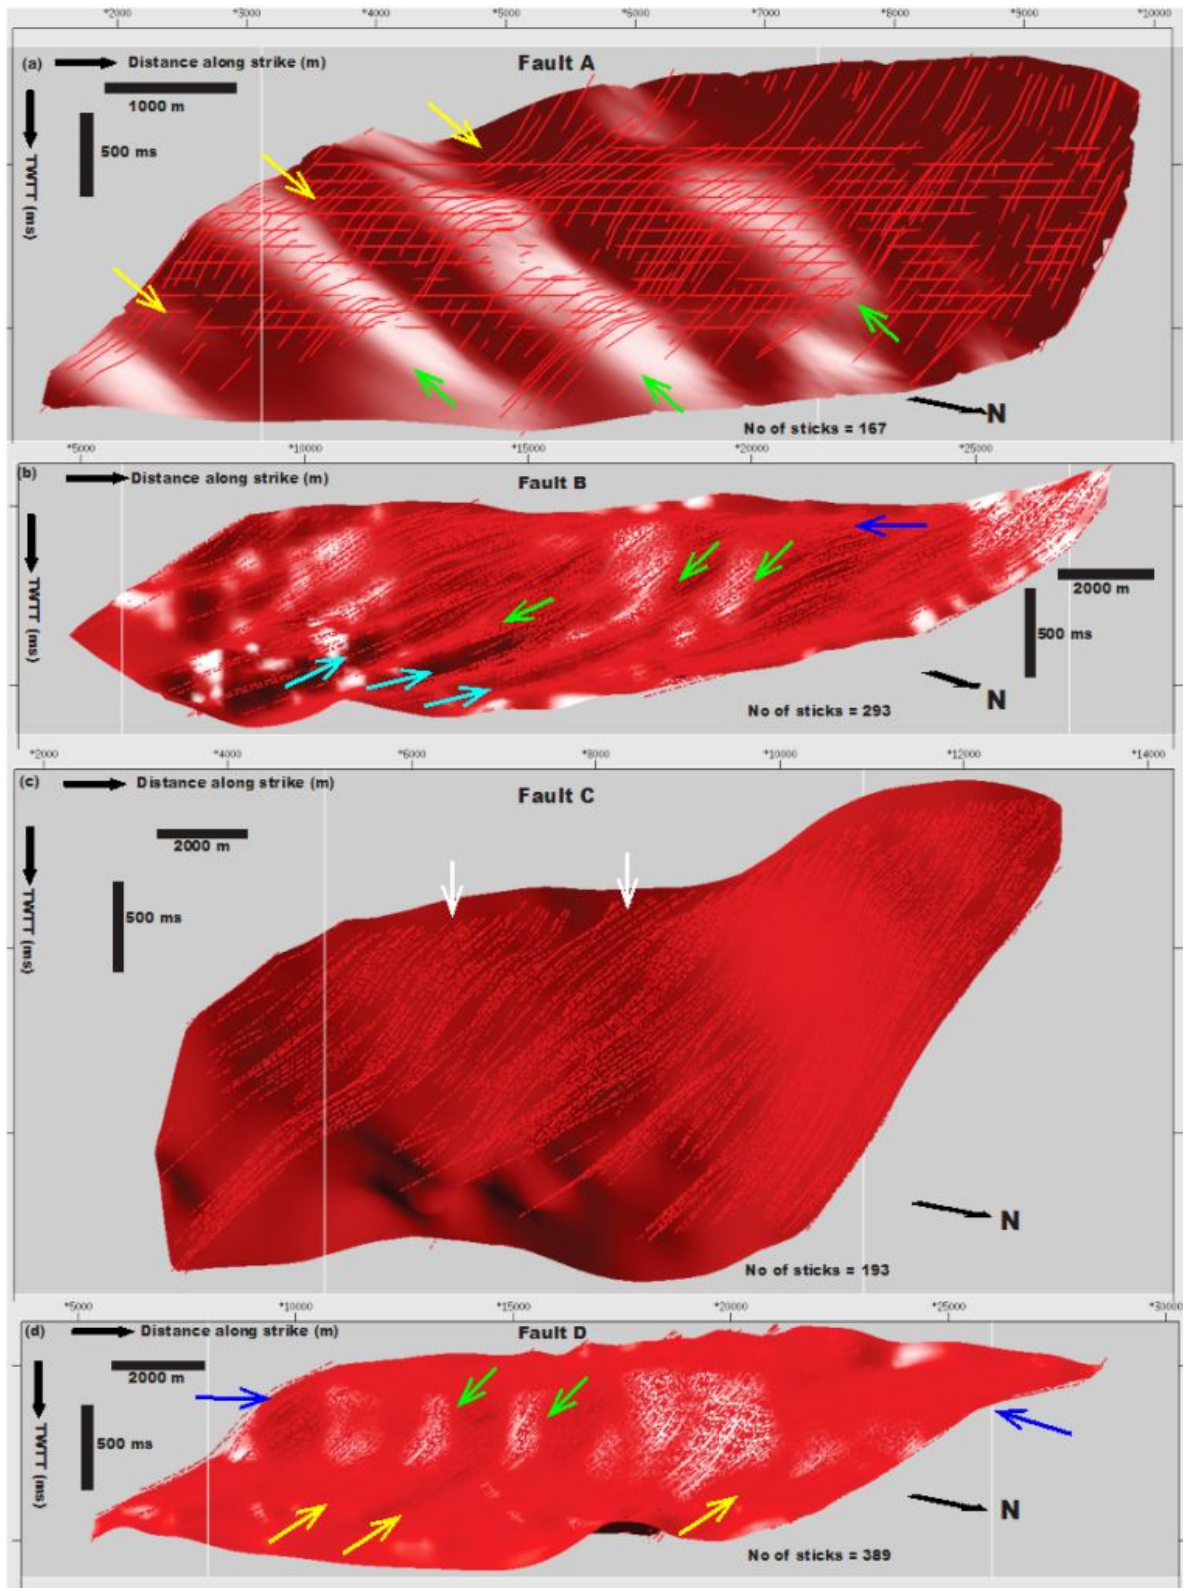 *2000 *3000 *4000 *5000 *6000 *7000 *8000 *9000 *10000
(a) Distance along strike (m) Fault A
1000 m
500 ms
TWTT (ms)
N
No of sticks = 167
*5000 *10000 *15000 *20000 *25000
(b) Distance along strike (m) Fault B
TWTT (ms)
2000 m
500 ms
N
No of sticks = 293
*2000 *4000 *6000 *8000 *10000 *12000 *14000
(c) Distance along strike (m) Fault C
2000 m
500 ms
TWTT (ms)
N
No of sticks = 193
*5000 *10000 *15000 *20000 *25000 *30000
(d) Distance along strike (m) Fault D
2000 m
500 ms
TWTT (ms)
N
No of sticks = 389